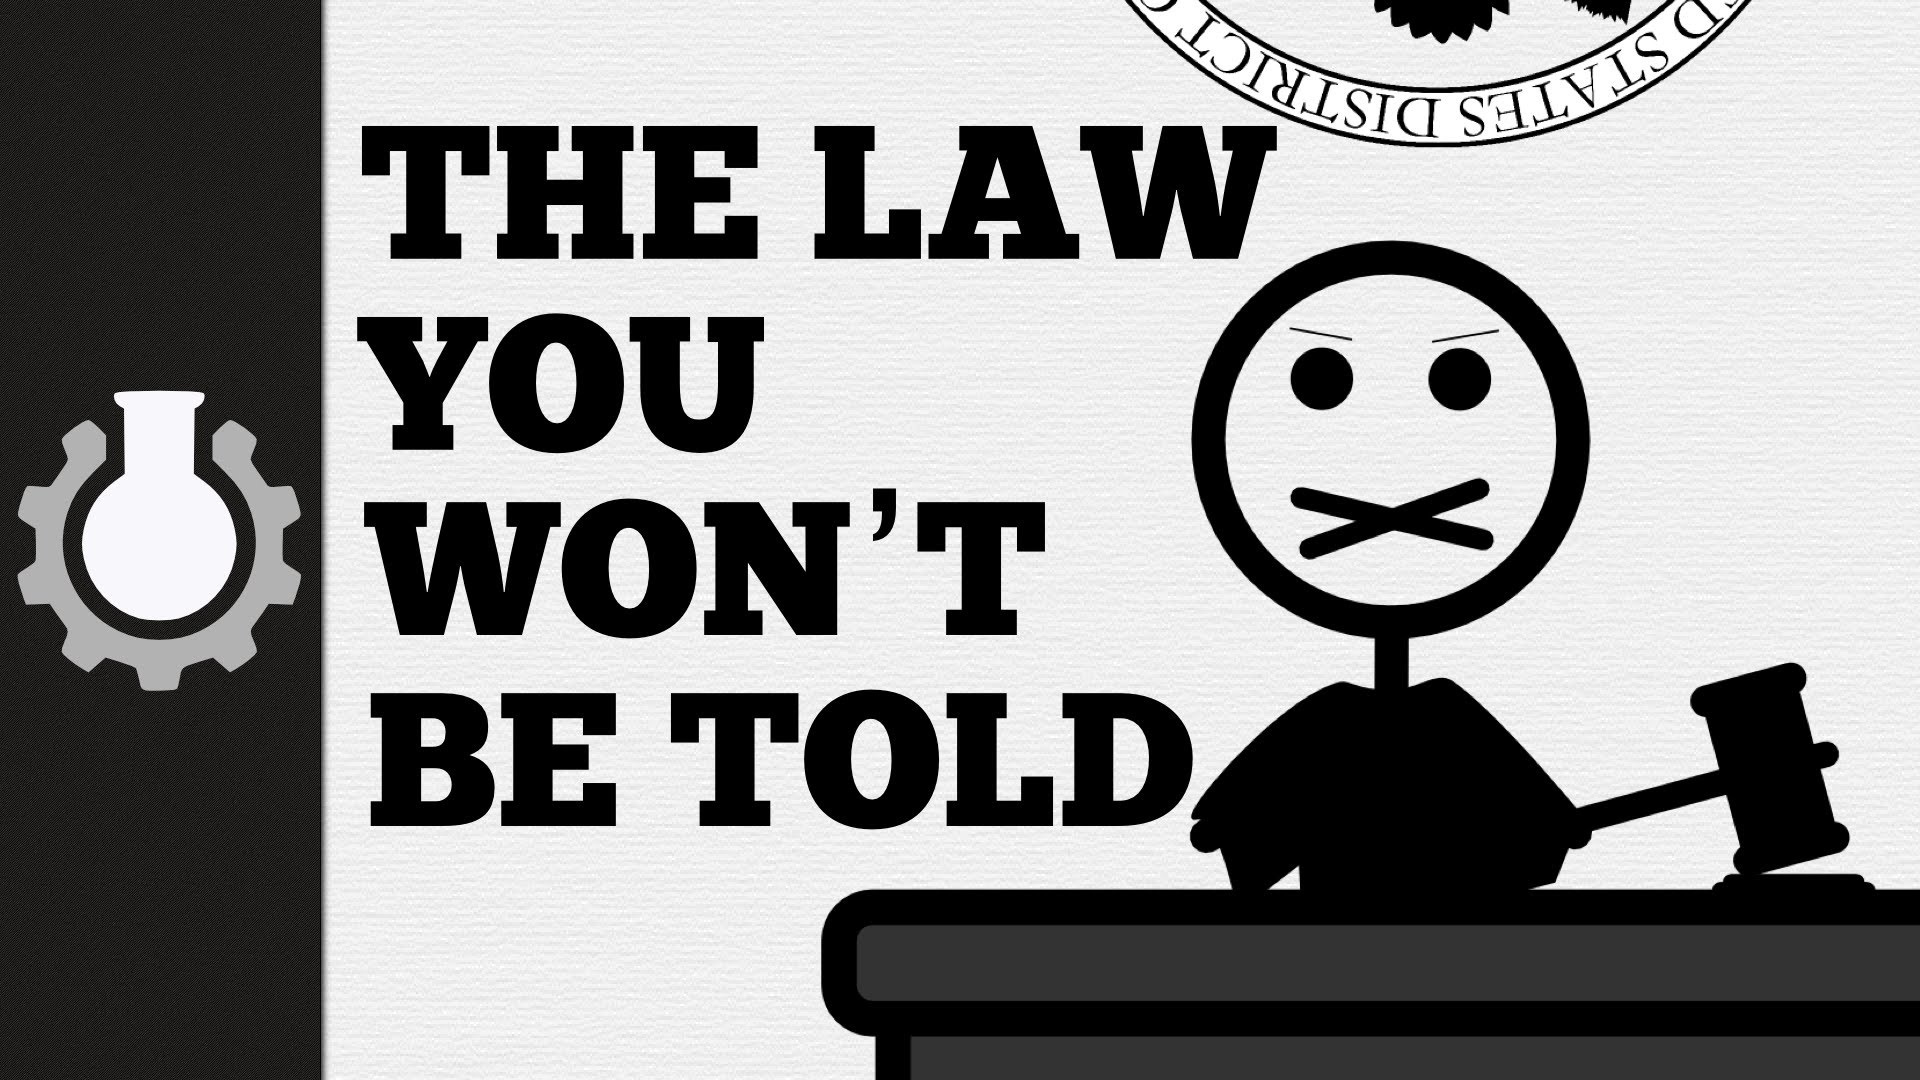 D STATES DISTRICT C
THE LAW
YOU
WON'T
BE TOLD